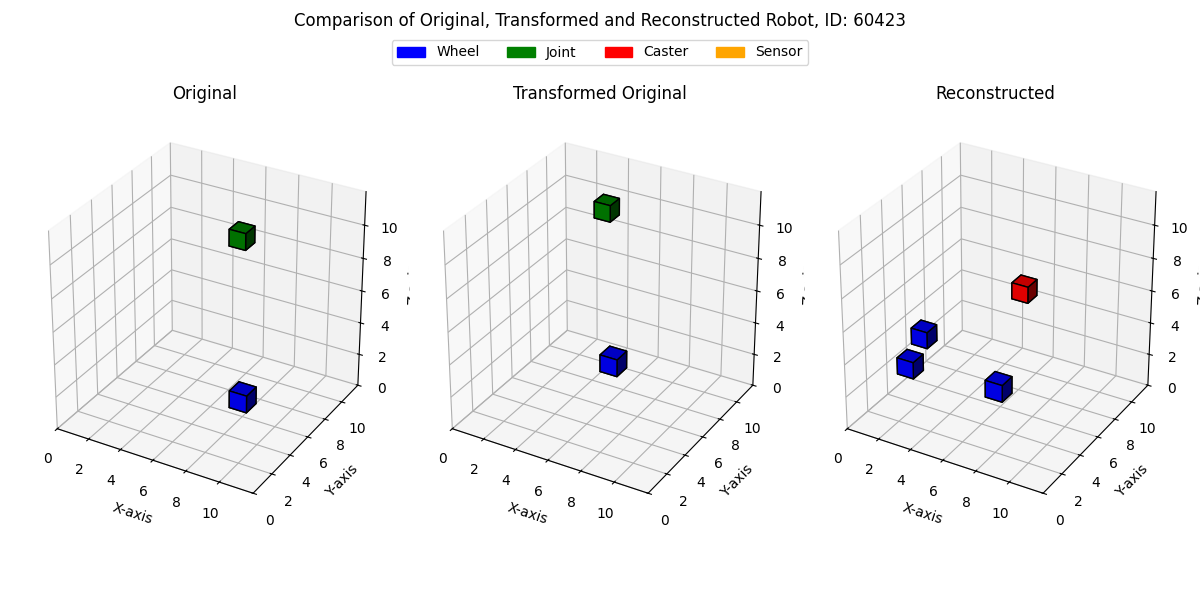 Comparison of Original, Transformed and Reconstructed Robot, ID: 60423
Wheel Joint Caster Sensor
Original Transformed Original Reconstructed
0 2 4 6 8 10
X-axis
0 2 4 6 8 10
Y-axis
0 2 4 6 8 10
0 2 4 6 8 10
X-axis
0 2 4 6 8 10
Y-axis
0 2 4 6 8 10
0 2 4 6 8 10
X-axis
0 2 4 6 8 10
Y-axis
0 2 4 6 8 10